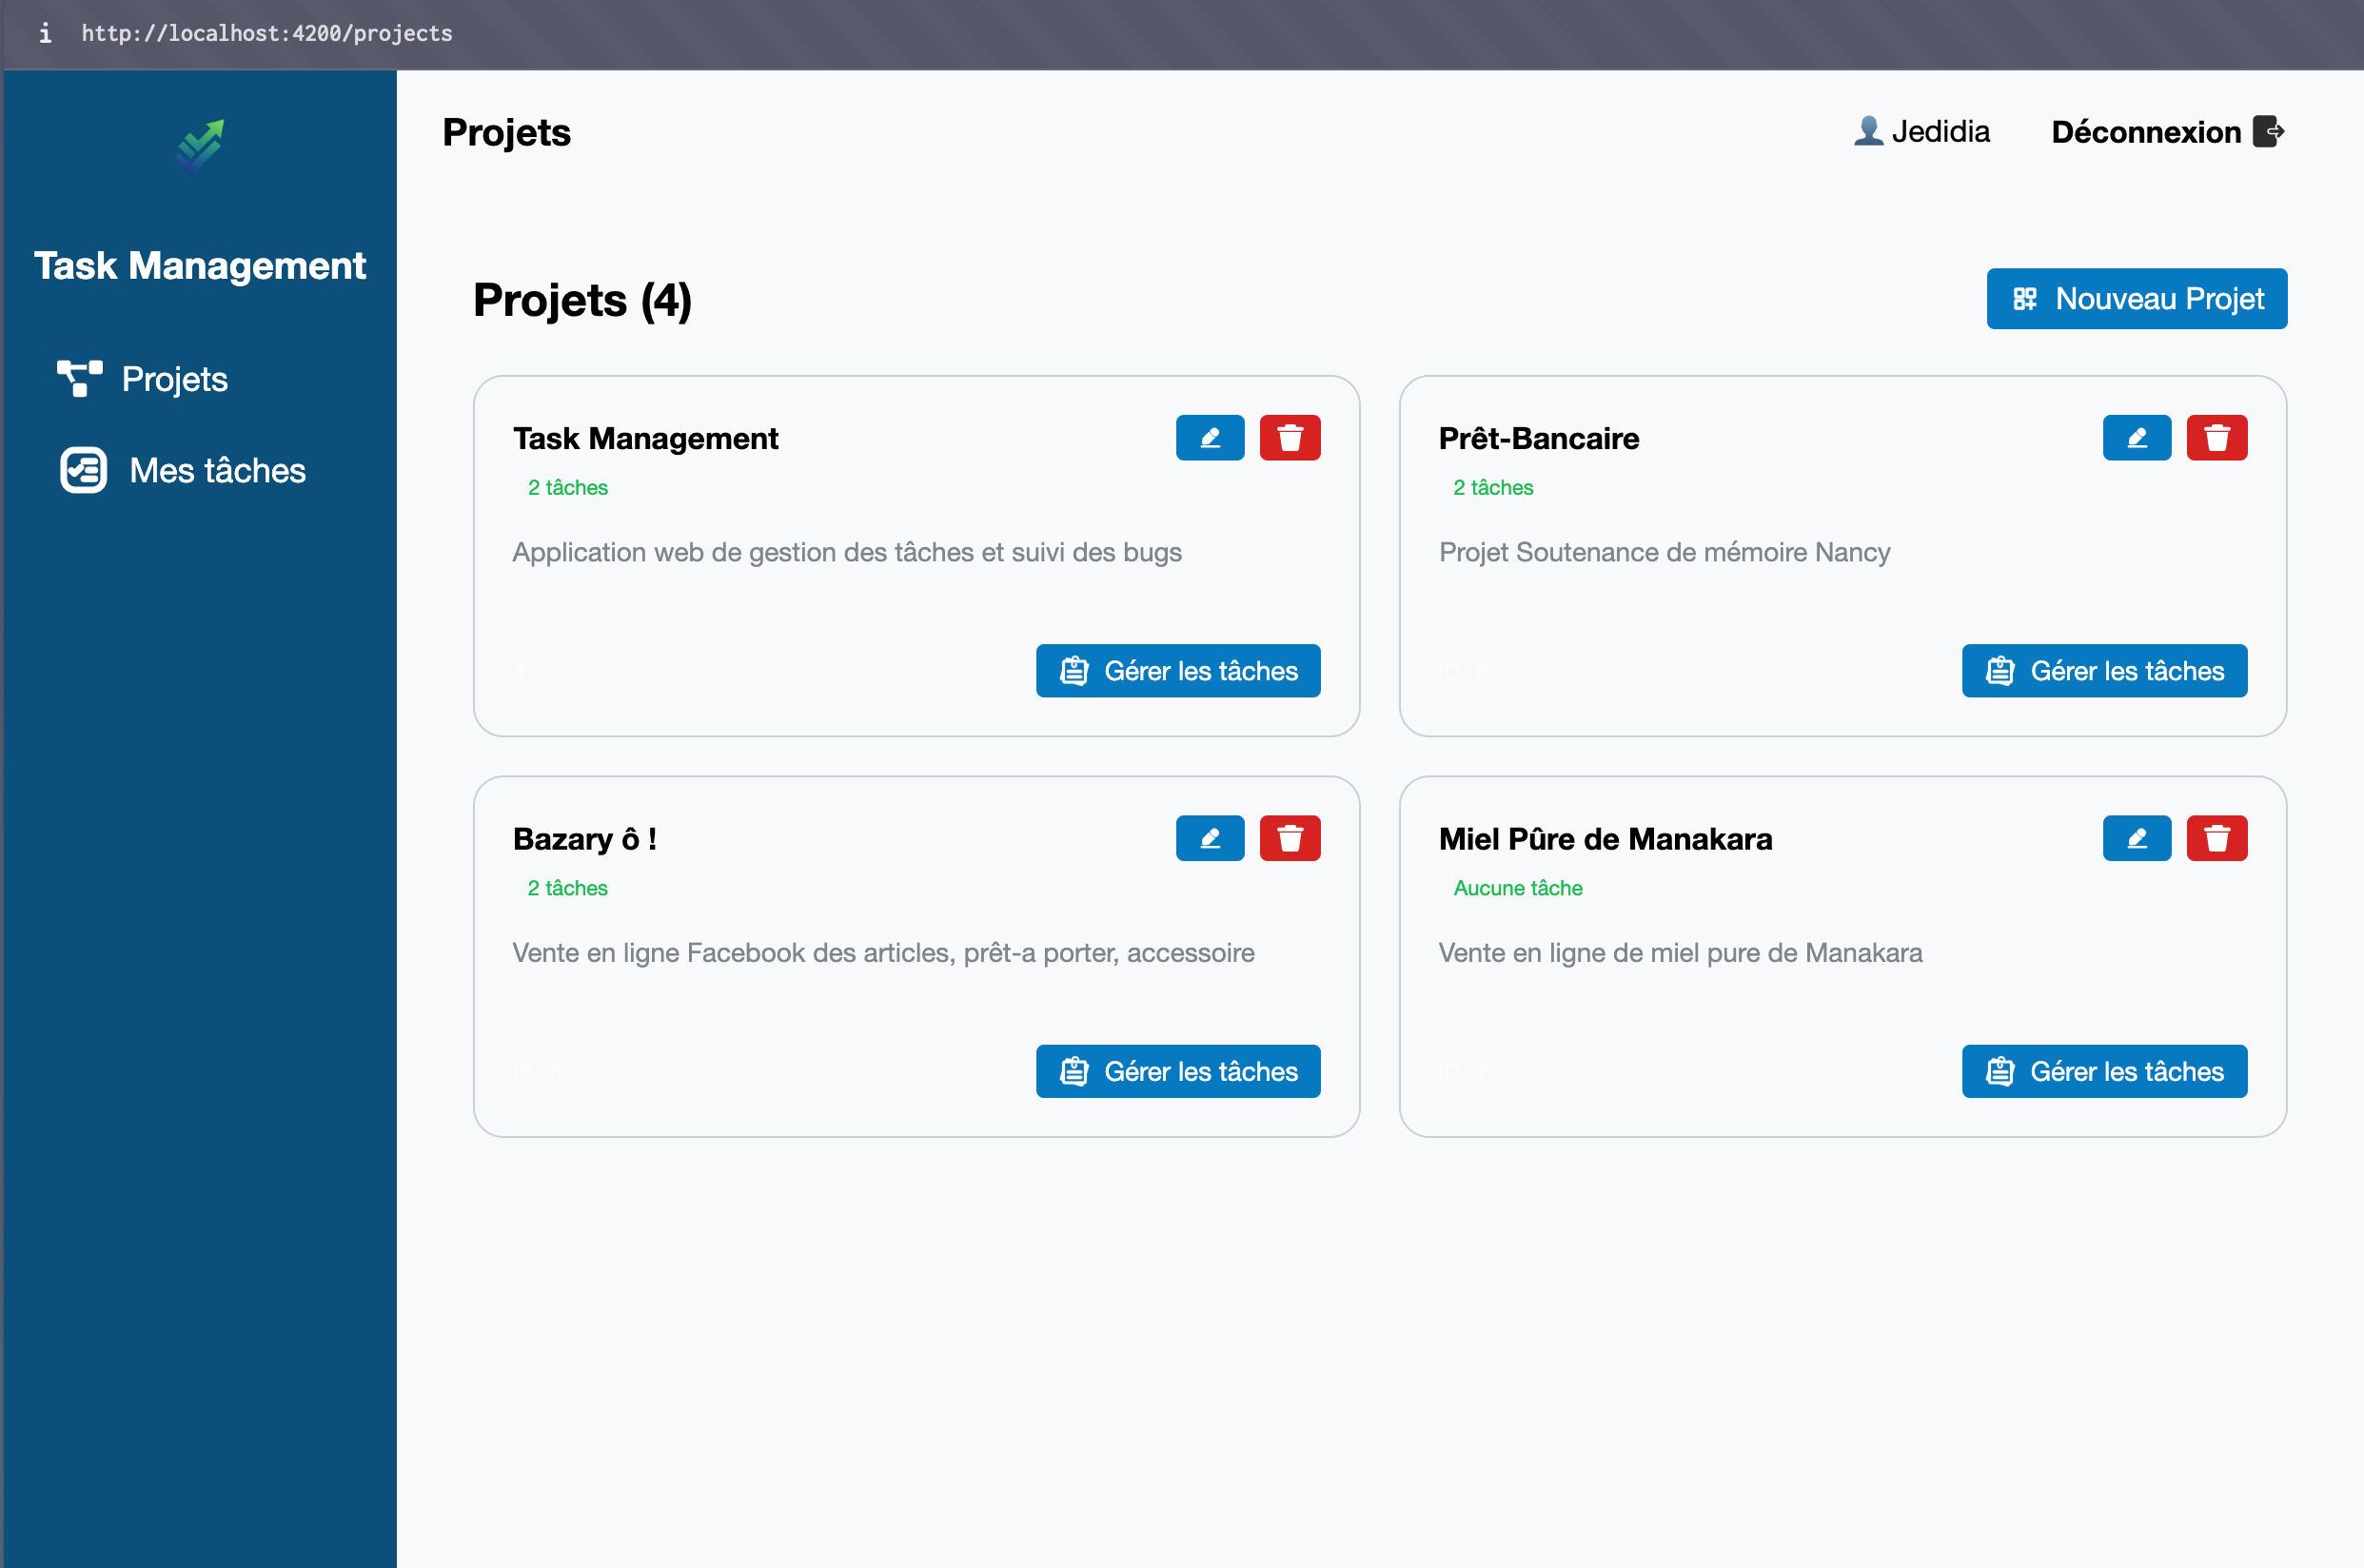 i http://localhost:4200/projects
Projets
Jedidia
Déconnexion
Task Management
Projets
Mes tâches
Projets (4)
Nouveau Projet
Task Management
2 tâches
Application web de gestion des tâches et suivi des bugs
ID : 1
Gérer les tâches
Prêt-Bancaire
2 tâches
Projet Soutenance de mémoire Nancy
ID : 5
Gérer les tâches
Bazary ô !
2 tâches
Vente en ligne Facebook des articles, prêt-a porter, accessoire
Gérer les tâches
Miel Pûre de Manakara
Aucune tâche
Vente en ligne de miel pure de Manakara
Gérer les tâches